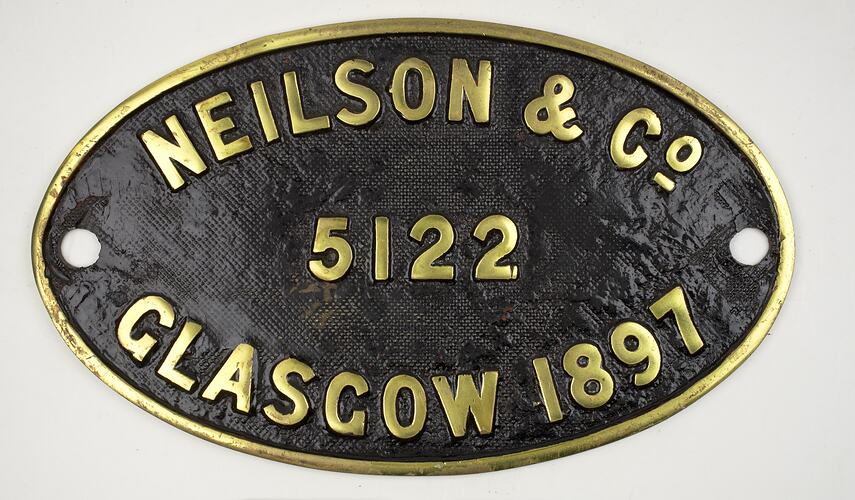 NEILSON & Co
5122
GLASGOW 1897